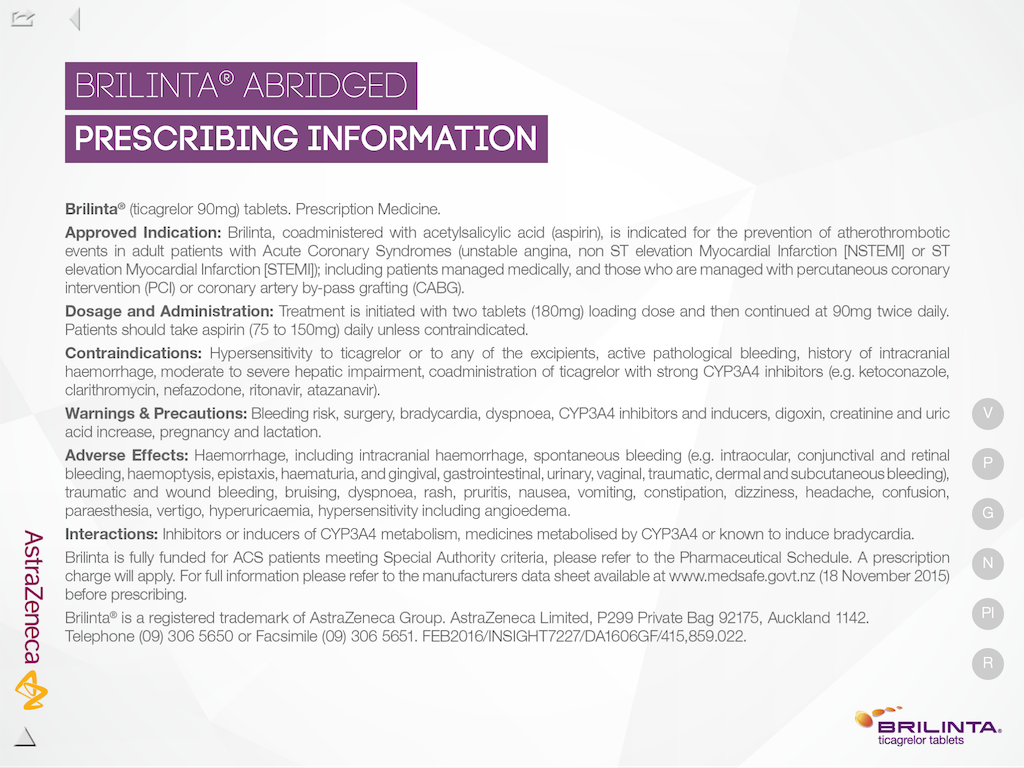 BRILINTA® ABRIDGED
PRESCRIBING INFORMATION
Brilinta® (ticagrelor 90mg) tablets. Prescription Medicine.
Approved Indication: Brilinta, coadministered with acetylsalicylic acid (aspirin), is indicated for the prevention of atherothrombotic
events in adult patients with Acute Coronary Syndromes (unstable angina, non ST elevation Myocardial Infarction [NSTEMI] or ST
elevation Myocardial Infarction [STEMI]); including patients managed medically, and those who are managed with percutaneous coronary
intervention (PCI) or coronary artery by-pass grafting (CABG).
Dosage and Administration: Treatment is initiated with two tablets (180mg) loading dose and then continued at 90mg twice daily.
Patients should take aspirin (75 to 150mg) daily unless contraindicated.
Contraindications: Hypersensitivity to ticagrelor or to any of the excipients, active pathological bleeding, history of intracranial
haemorrhage, moderate to severe hepatic impairment, coadministration of ticagrelor with strong CYP3A4 inhibitors (e.g. ketoconazole,
clarithromycin, nefazodone, ritonavir, atazanavir).
Warnings & Precautions: Bleeding risk, surgery, bradycardia, dyspnoea, CYP3A4 inhibitors and inducers, digoxin, creatinine and uric
acid increase, pregnancy and lactation.
Adverse Effects: Haemorrhage, including intracranial haemorrhage, spontaneous bleeding (e.g. intraocular, conjunctival and retinal
bleeding, haemoptysis, epistaxis, haematuria, and gingival, gastrointestinal, urinary, vaginal, traumatic, dermal and subcutaneous bleeding),
traumatic and wound bleeding, bruising, dyspnoea, rash, pruritis, nausea, vomiting, constipation, dizziness, headache, confusion,
paraesthesia, vertigo, hyperuricaemia, hypersensitivity including angioedema.
Interactions: Inhibitors or inducers of CYP3A4 metabolism, medicines metabolised by CYP3A4 or known to induce bradycardia.
Brilinta is fully funded for ACS patients meeting Special Authority criteria, please refer to the Pharmaceutical Schedule. A prescription
charge will apply. For full information please refer to the manufacturers data sheet available at www.medsafe.govt.nz (18 November 2015)
before prescribing.
Brilinta® is a registered trademark of AstraZeneca Group. AstraZeneca Limited, P299 Private Bag 92175, Auckland 1142.
Telephone (09) 306 5650 or Facsimile (09) 306 5651. FEB2016/INSIGHT7227/DA1606GF/415,859.022.
V
P
G
N
PI
R
AstraZeneca
BRILINTA®
ticagrelor tablets